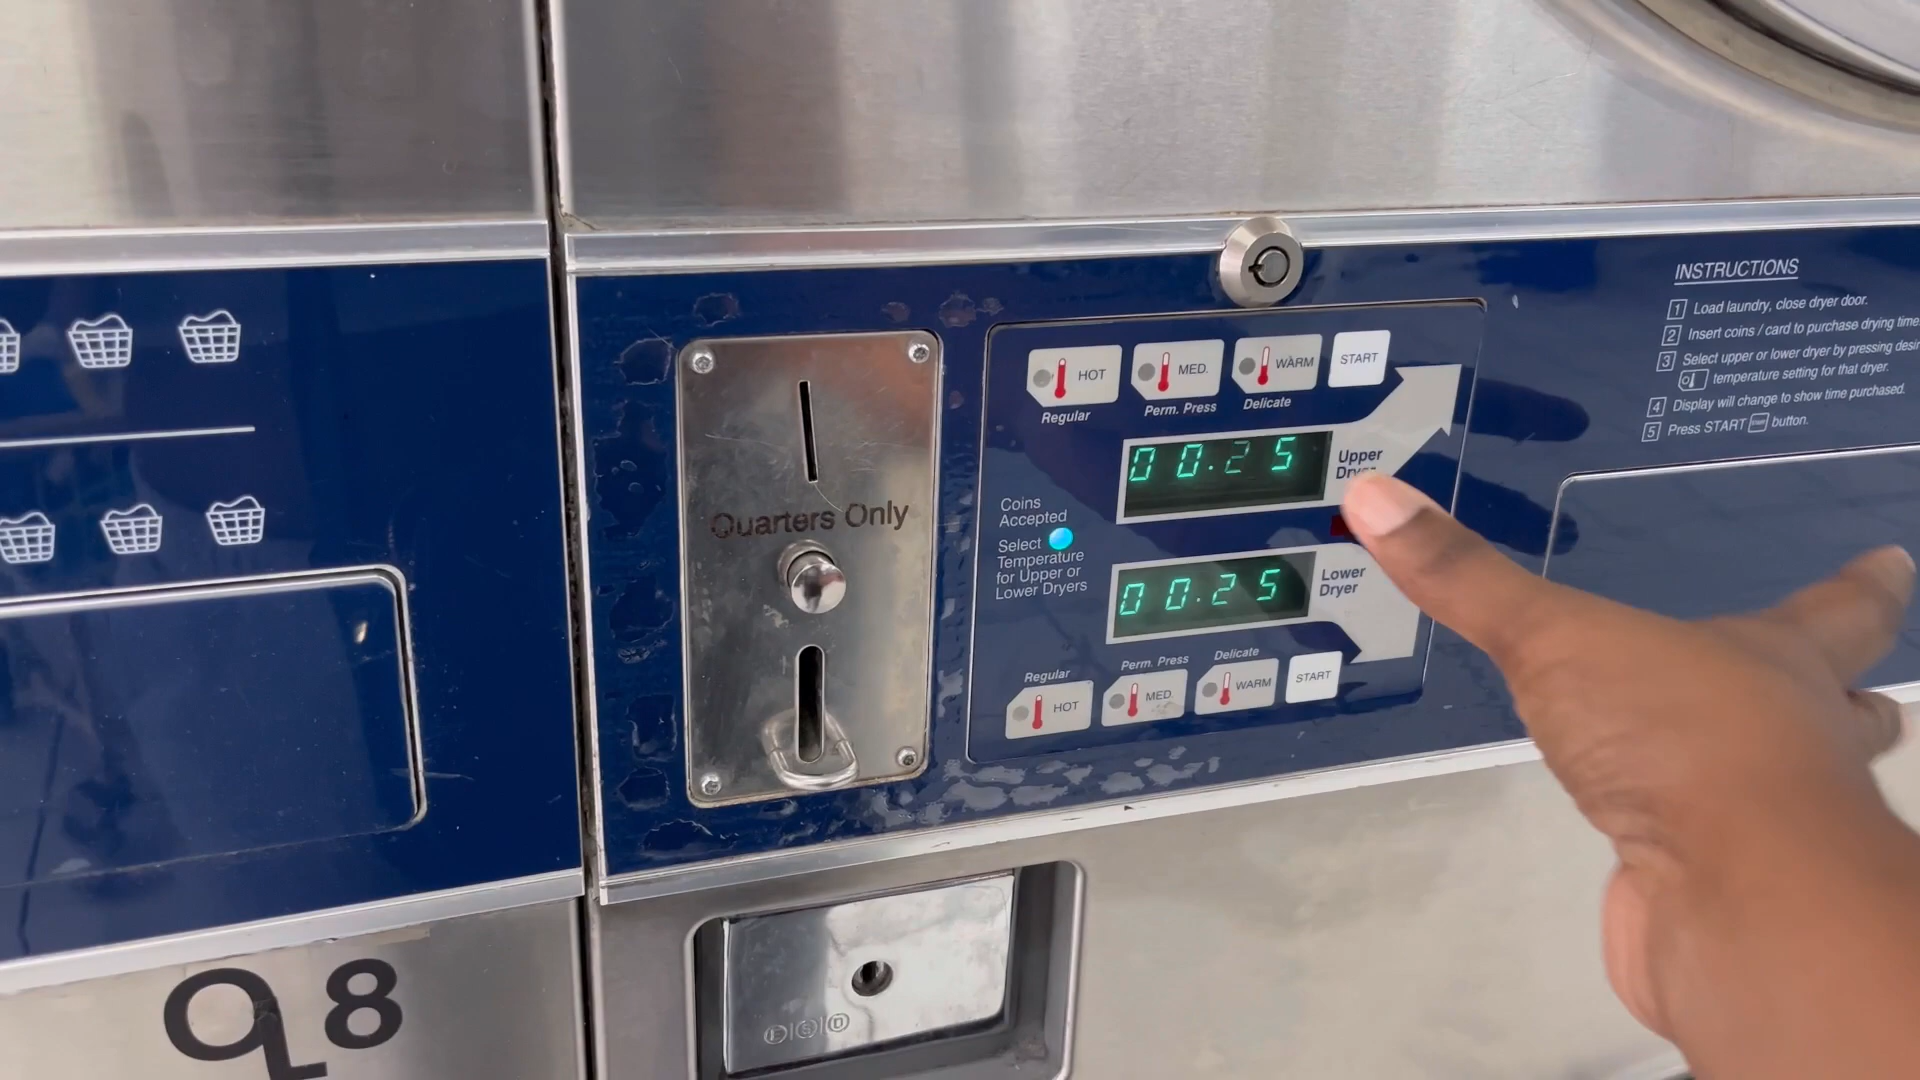 INSTRUCTIONS
1 Load laundry, close dryer door.
2 Insert coins / card to purchase drying time
3 Select upper or lower dryer by pressing
temperature setting for that dryer.
4 Display will change to show time purchased.
5 Press START button.
HOT
MED.
WARM
START
Regular
Perm. Press
Delicate
00.25
Upper
Dryer
Quarters Only
Coins
Accepted
Select
Temperature
for Upper or
Lower Dryers
00.25
Lower
Dryer
Regular
Perm. Press
Delicate
HOT
MED.
WARM
START
ESD
8